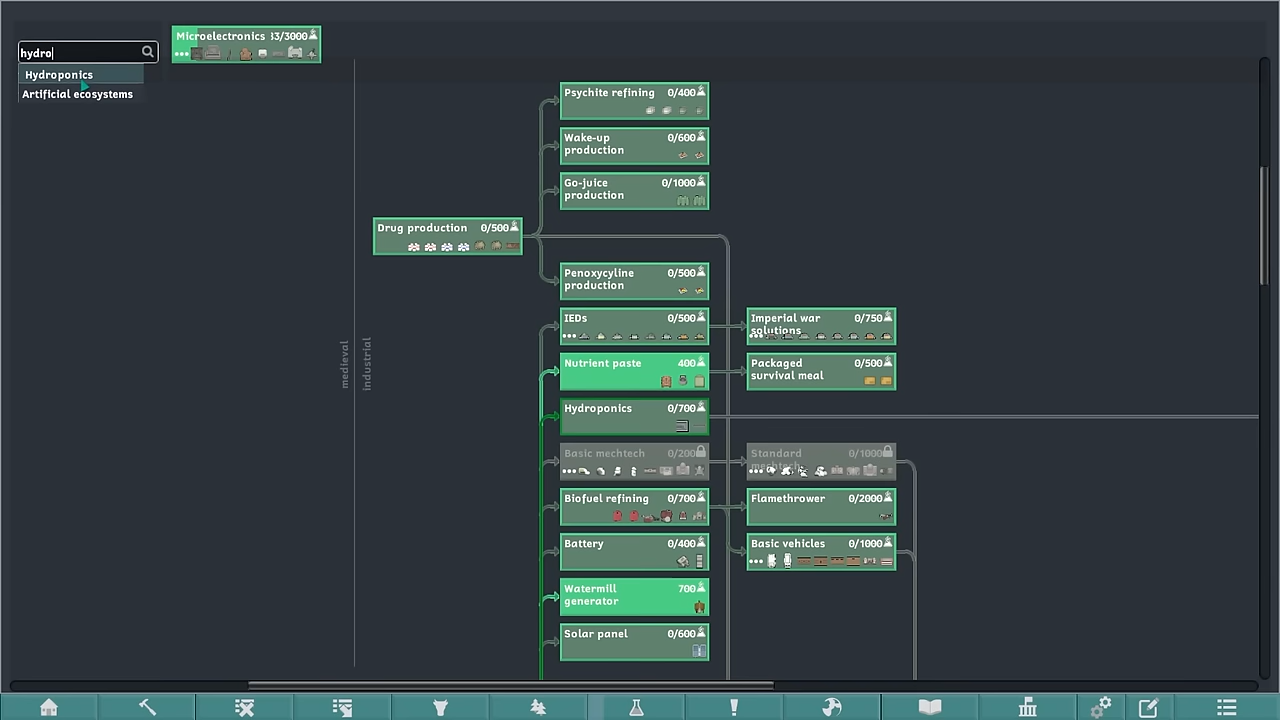 hydro
Hydroponics
Artificial ecosystems
Microelectronics 33/3000
medieval
industrial
Psychite refining 0/400
Wake-up 0/600
production
Go-juice 0/1000
production
Drug production 0/500
Penoxycyline 0/500
production
IEDs 0/500
Imperial war 0/750
solutions
Nutrient paste 400
Packaged 0/500
survival meal
Hydroponics 0/700
Basic mechtech 0/200
Standard 0/1000
mechtech
Biofuel refining 0/700
Flamethrower 0/2000
Battery 0/400
Basic vehicles 0/1000
Watermill 700
generator
Solar panel 0/600